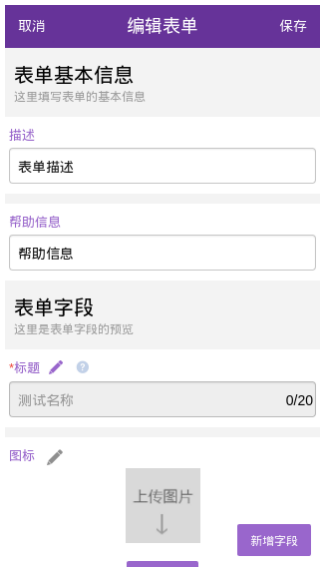 取消 编辑表单 保存
表单基本信息
这里填写表单的基本信息
描述
表单描述
帮助信息
帮助信息
表单字段
这里是表单字段的预览
*标题 ?
测试名称 0/20
图标
上传图片
新增字段